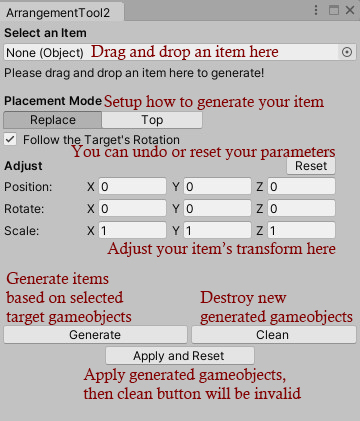 ArrangementTool2
Select an Item
None (Object) Drag and drop an item here
Please drag and drop an item here to generate!
Placement Mode Setup how to generate your item
Replace Top
Follow the Target's Rotation
You can undo or reset your parameters
Adjust Reset
Position: X 0 Y 0 Z 0
Rotate: X 0 Y 0 Z 0
Scale: X 1 Y 1 Z 1
Adjust your item's transform here
Generate items
based on selected
target gameobjects
Destroy new
generated gameobjects
Generate Clean
Apply and Reset
Apply generated gameobjects,
then clean button will be invalid